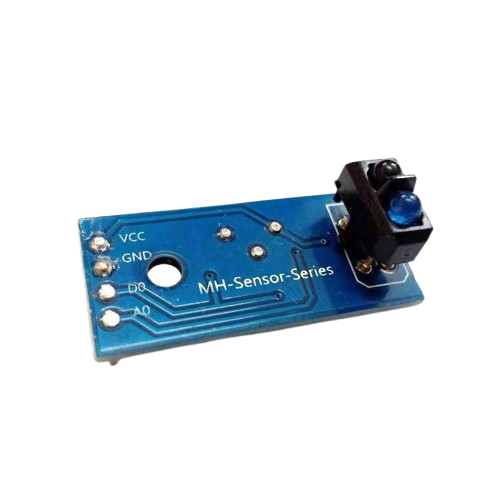 VCC
GND
D0
A0
MH-Sensor-Series